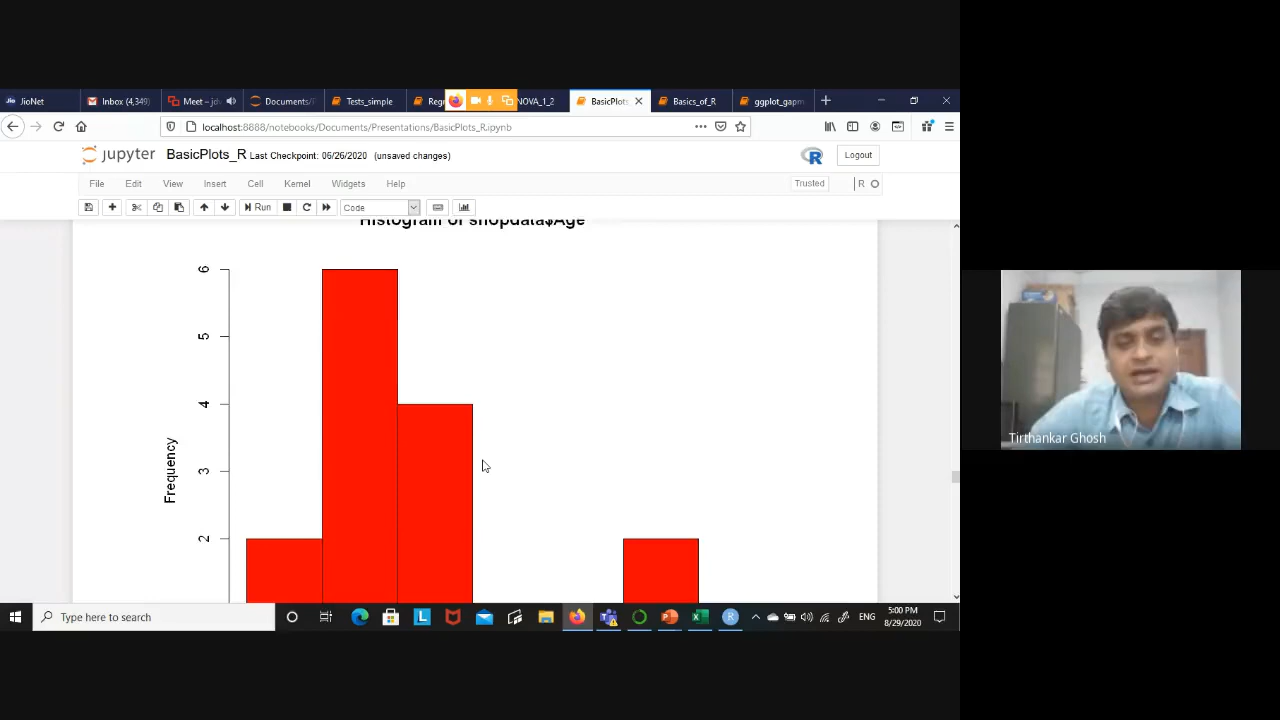 JioNet
Inbox (4,349)
Meet – jd
Documents/
Tests_simple
Regr
NOVA_1_2
BasicPlots
Basics_of_R
ggplot_gapm
localhost:8888/notebooks/Documents/Presentations/BasicPlots_R.ipynb
jupyter BasicPlots_R Last Checkpoint: 06/26/2020 (unsaved changes)
Logout
File Edit View Insert Cell Kernel Widgets Help
Trusted
R
Run
Code
Histogram of shopdata$Age
6
5
4
3
2
Frequency
Tirthankar Ghosh
Type here to search
ENG
5:00 PM
8/29/2020